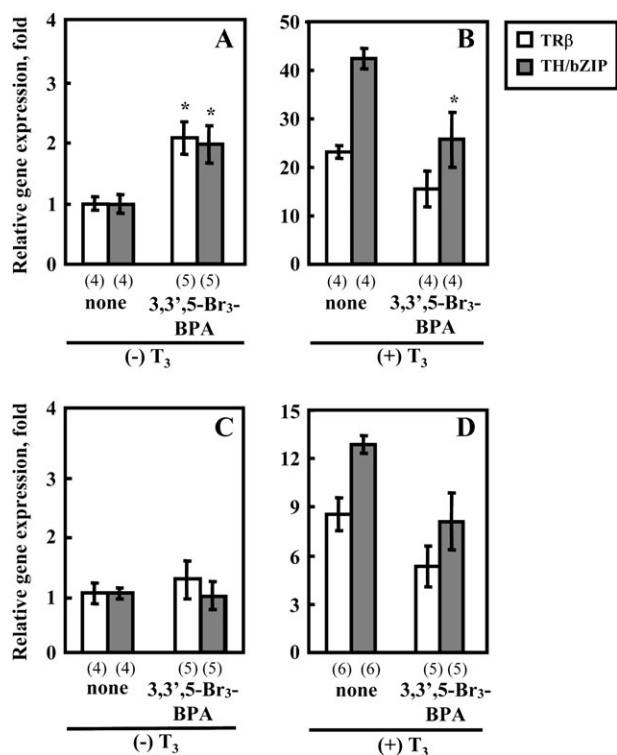 Relative gene expression, fold
4
3
2
1
0
A
* *
(4) (4) (5) (5)
none 3,3',5-Br₃-
BPA
(-) T₃
50
40
30
20
10
0
B
*
(4) (4) (4) (4)
none 3,3',5-Br₃-
BPA
(+) T₃
TRβ
TH/bZIP
Relative gene expression, fold
4
3
2
1
0
C
(4) (4) (5) (5)
none 3,3',5-Br₃-
BPA
(-) T₃
15
12
9
6
3
0
D
(6) (6) (5) (5)
none 3,3',5-Br₃-
BPA
(+) T₃